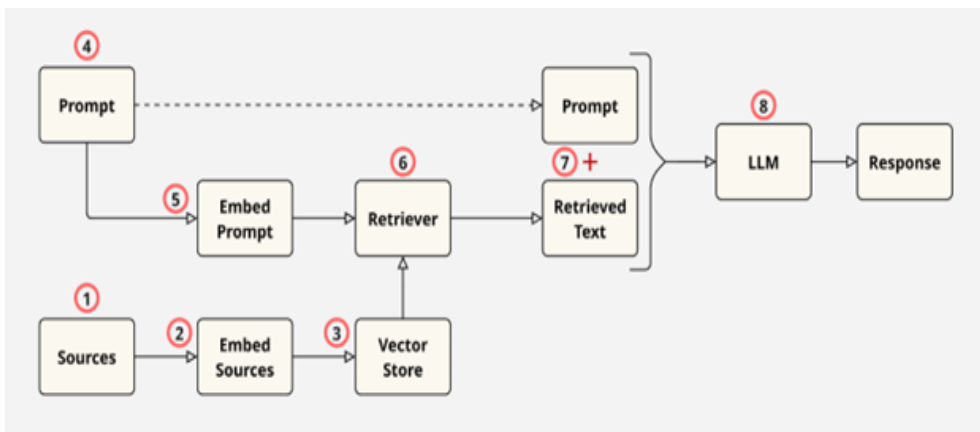 4
Prompt
Prompt
8
LLM
Response
5
Embed
Prompt
6
Retriever
7 +
Retrieved
Text
1
Sources
2
Embed
Sources
3
Vector
Store